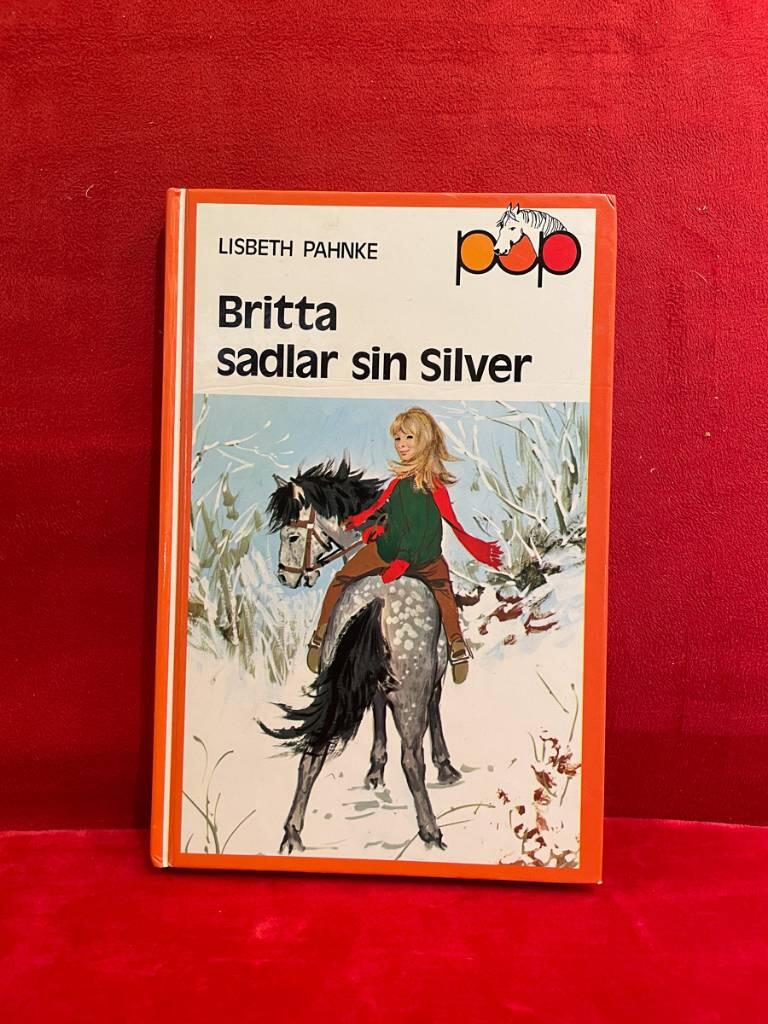 LISBETH PAHNKE
pop
Britta
sadlar sin Silver